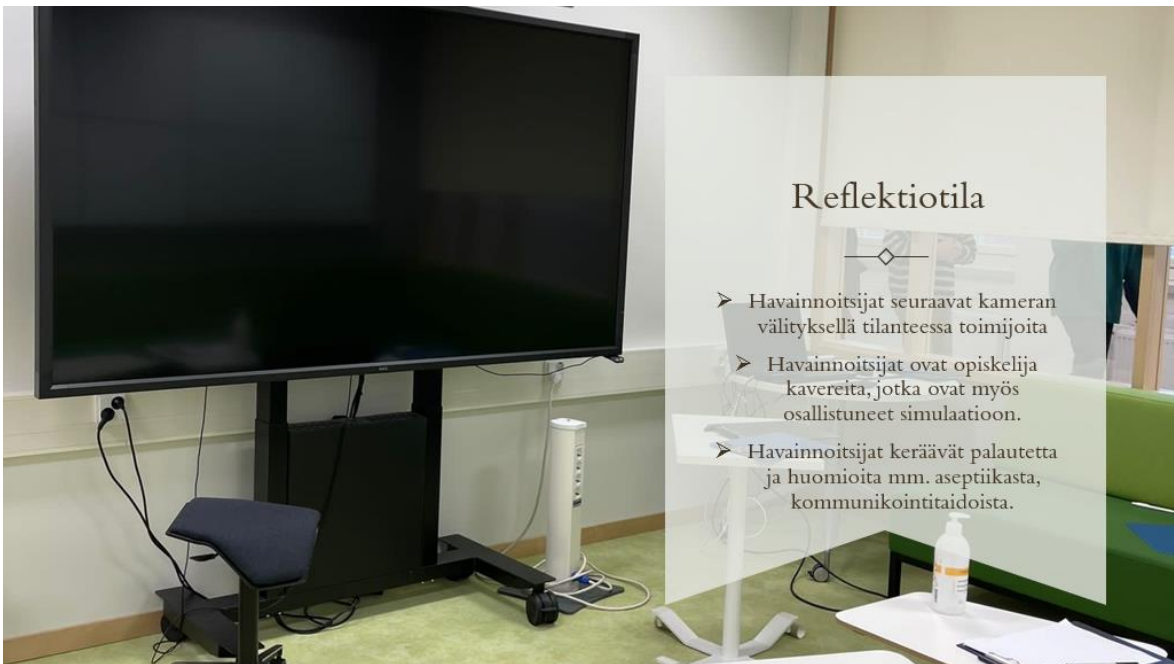 Reflektiotila
➢ Havainnoitsijat seuraavat kameran
välityksellä tilanteessa toimijoita
➢ Havainnoitsijat ovat opiskelija
kavereita, jotka ovat myös
osallistuneet simulaatioon.
➢ Havainnoitsijat keräävät palautetta
ja huomioita mm. aseptiikasta,
kommunikointitaidoista.